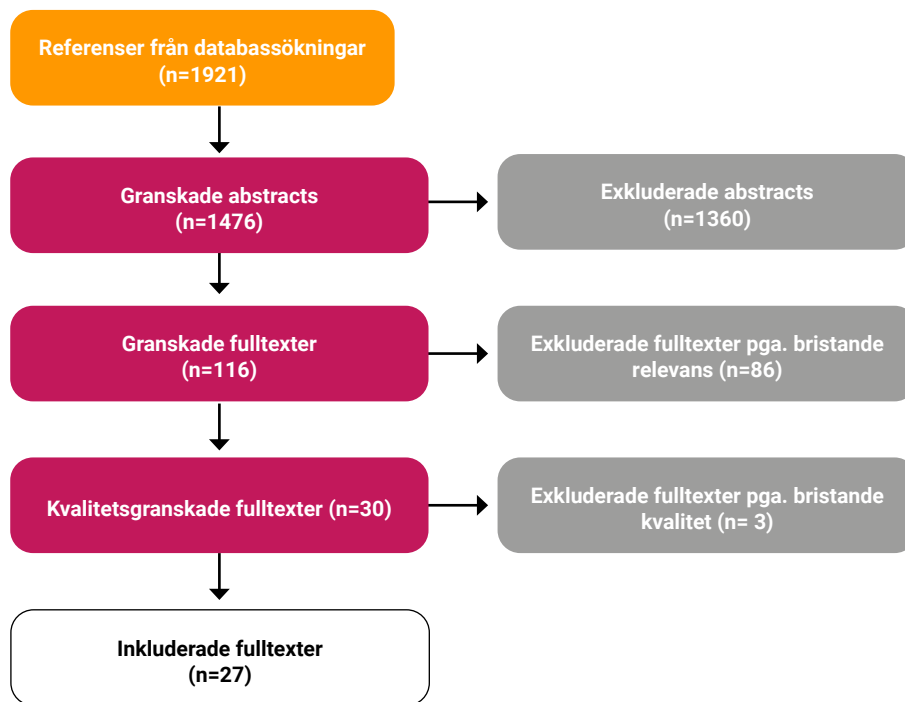 Referenser från databassökningar
(n=1921)
Granskade abstracts
(n=1476)
Exkluderade abstracts
(n=1360)
Granskade fulltexter
(n=116)
Exkluderade fulltexter pga. bristande
relevans (n=86)
Kvalitetsgranskade fulltexter (n=30)
Exkluderade fulltexter pga. bristande
kvalitet (n= 3)
Inkluderade fulltexter
(n=27)